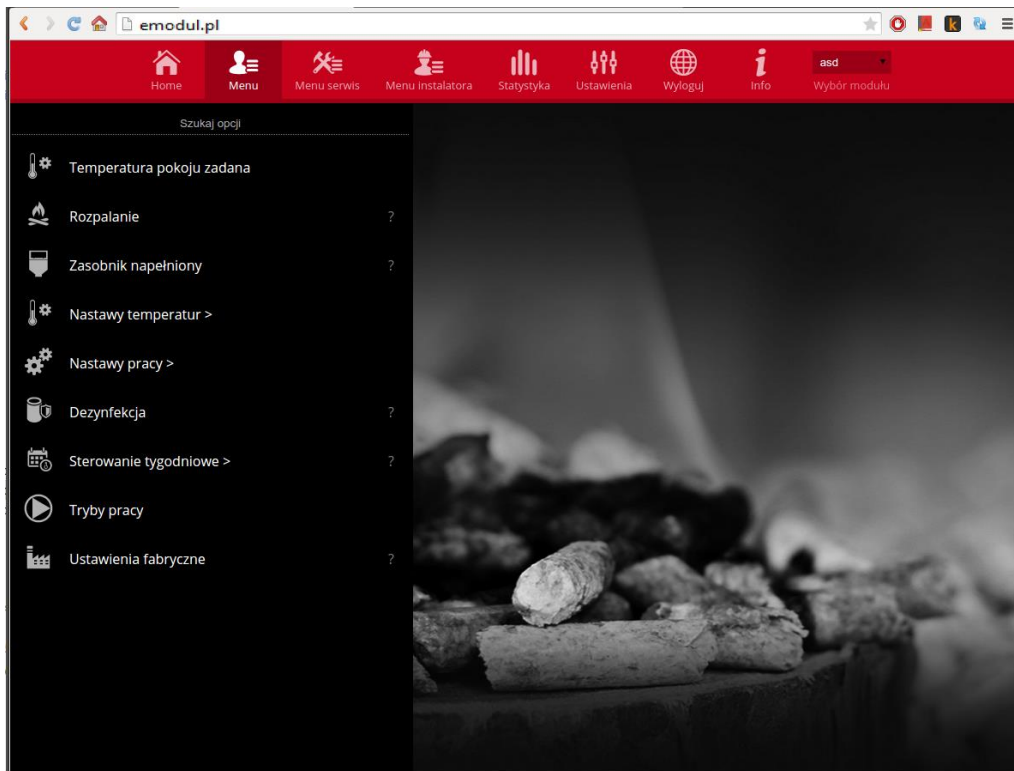 emodul.pl
Home
Menu
Menu serwis
Menu instalatora
Statystyka
Ustawienia
Wyloguj
Info
asd
Wybór modułu
Szukaj opcji
Temperatura pokoju zadana
Rozpalanie ?
Zasobnik napełniony ?
Nastawy temperatur >
Nastawy pracy >
Dezynfekcja ?
Sterowanie tygodniowe > ?
Tryby pracy
Ustawienia fabryczne ?